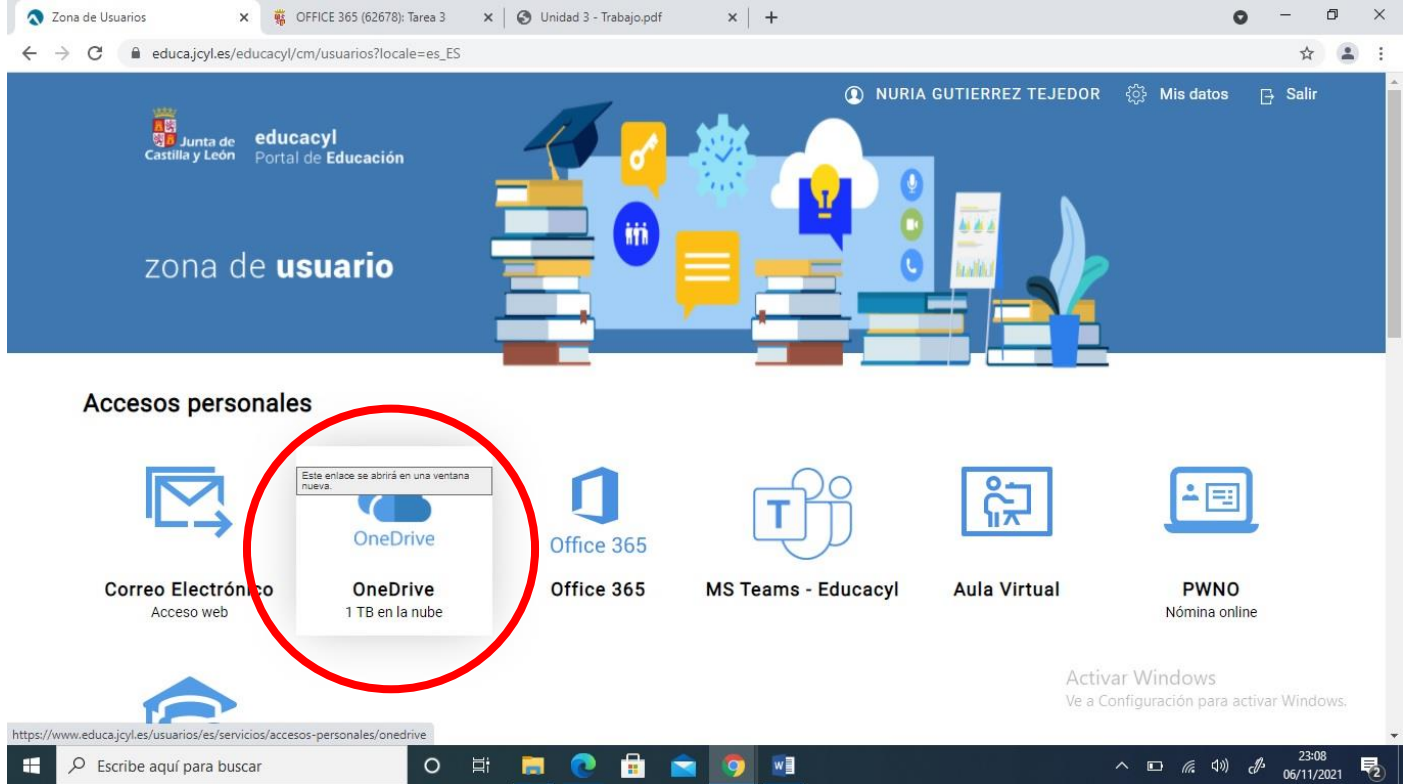 Zona de Usuarios
OFFICE 365 (62678): Tarea 3
Unidad 3 - Trabajo.pdf
educa.jcyl.es/educacyl/cm/usuarios?locale=es_ES
NURIA GUTIERREZ TEJEDOR
Mis datos
Salir
Junta de
Castilla y León
educacyl
Portal de Educación
zona de usuario
Accesos personales
Este enlace se abrirá en una ventana
nueva.
OneDrive
Office 365
T
Correo Electrónico
Acceso web
OneDrive
1 TB en la nube
Office 365
MS Teams - Educacyl
Aula Virtual
PWNO
Nómina online
Activar Windows
Ve a Configuración para activar Windows.
https://www.educa.jcyl.es/usuarios/es/servicios/accesos-personales/onedrive
Escribe aquí para buscar
W
23:08
06/11/2021
2